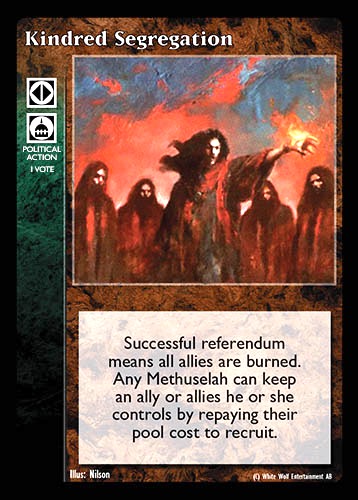 Kindred Segregation
POLITICAL
ACTION
1 VOTE
Successful referendum
means all allies are burned.
Any Methuselah can keep
an ally or allies he or she
controls by repaying their
pool cost to recruit.
Illus: Nilson
(C) White Wolf Entertainment AB